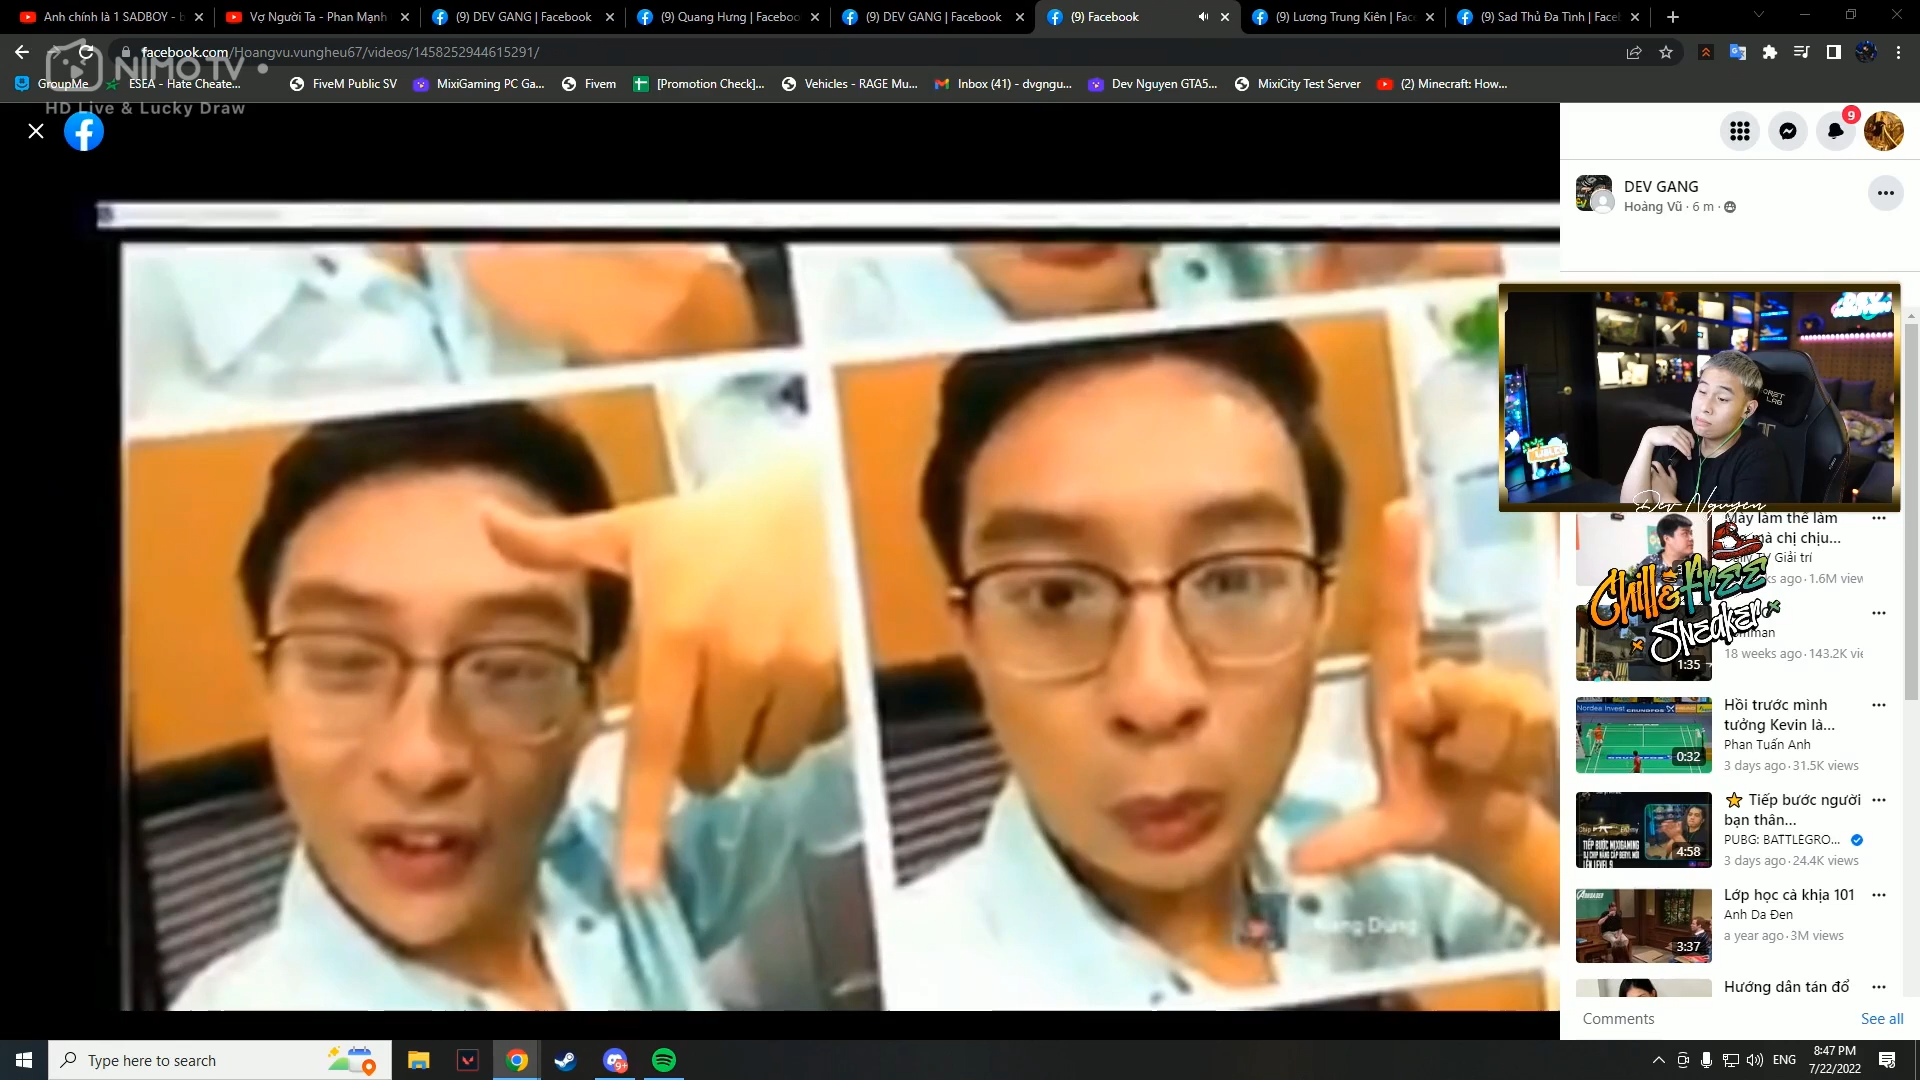 Anh chính là 1 SADBOY - b
Vợ Người Ta - Phan Mạnh
(9) DEV GANG | Facebook
(9) Quang Hưng | Faceboo
(9) DEV GANG | Facebook
(9) Facebook
(9) Lương Trung Kiên | Fac
(9) Sad Thủ Đa Tình | Face
facebook.com/Hoangvu.vungheu67/videos/1458252944615291/
NIMO TV
HD Live & Lucky Draw
GroupMe
ESEA - Hate Cheate...
FiveM Public SV
MixiGaming PC Ga...
Fivem
[Promotion Check]...
Vehicles - RAGE Mu...
Inbox (41) - dvgngu...
Dev Nguyen GTA5...
MixiCity Test Server
(2) Minecraft: How...
9
DEV GANG
Hoàng Vũ · 6 m ·
Dev Nguyen
Mày làm thế làm
mà chị chịu...
TV Giải trí
ks ago · 1.6M view
Chill & Free
Sneaker
18 weeks ago · 143.2K vie
1:35
Hồi trước mình
tưởng Kevin là...
Phan Tuấn Anh
3 days ago · 31.5K views
0:32
⭐ Tiếp bước người
bạn thân...
PUBG: BATTLEGRO...
3 days ago · 24.4K views
4:58
Lớp học cà khịa 101
Anh Da Đen
a year ago · 3M views
3:37
Hướng dẫn tán đổ
Comments
See all
Type here to search
ENG
8:47 PM
7/22/2022